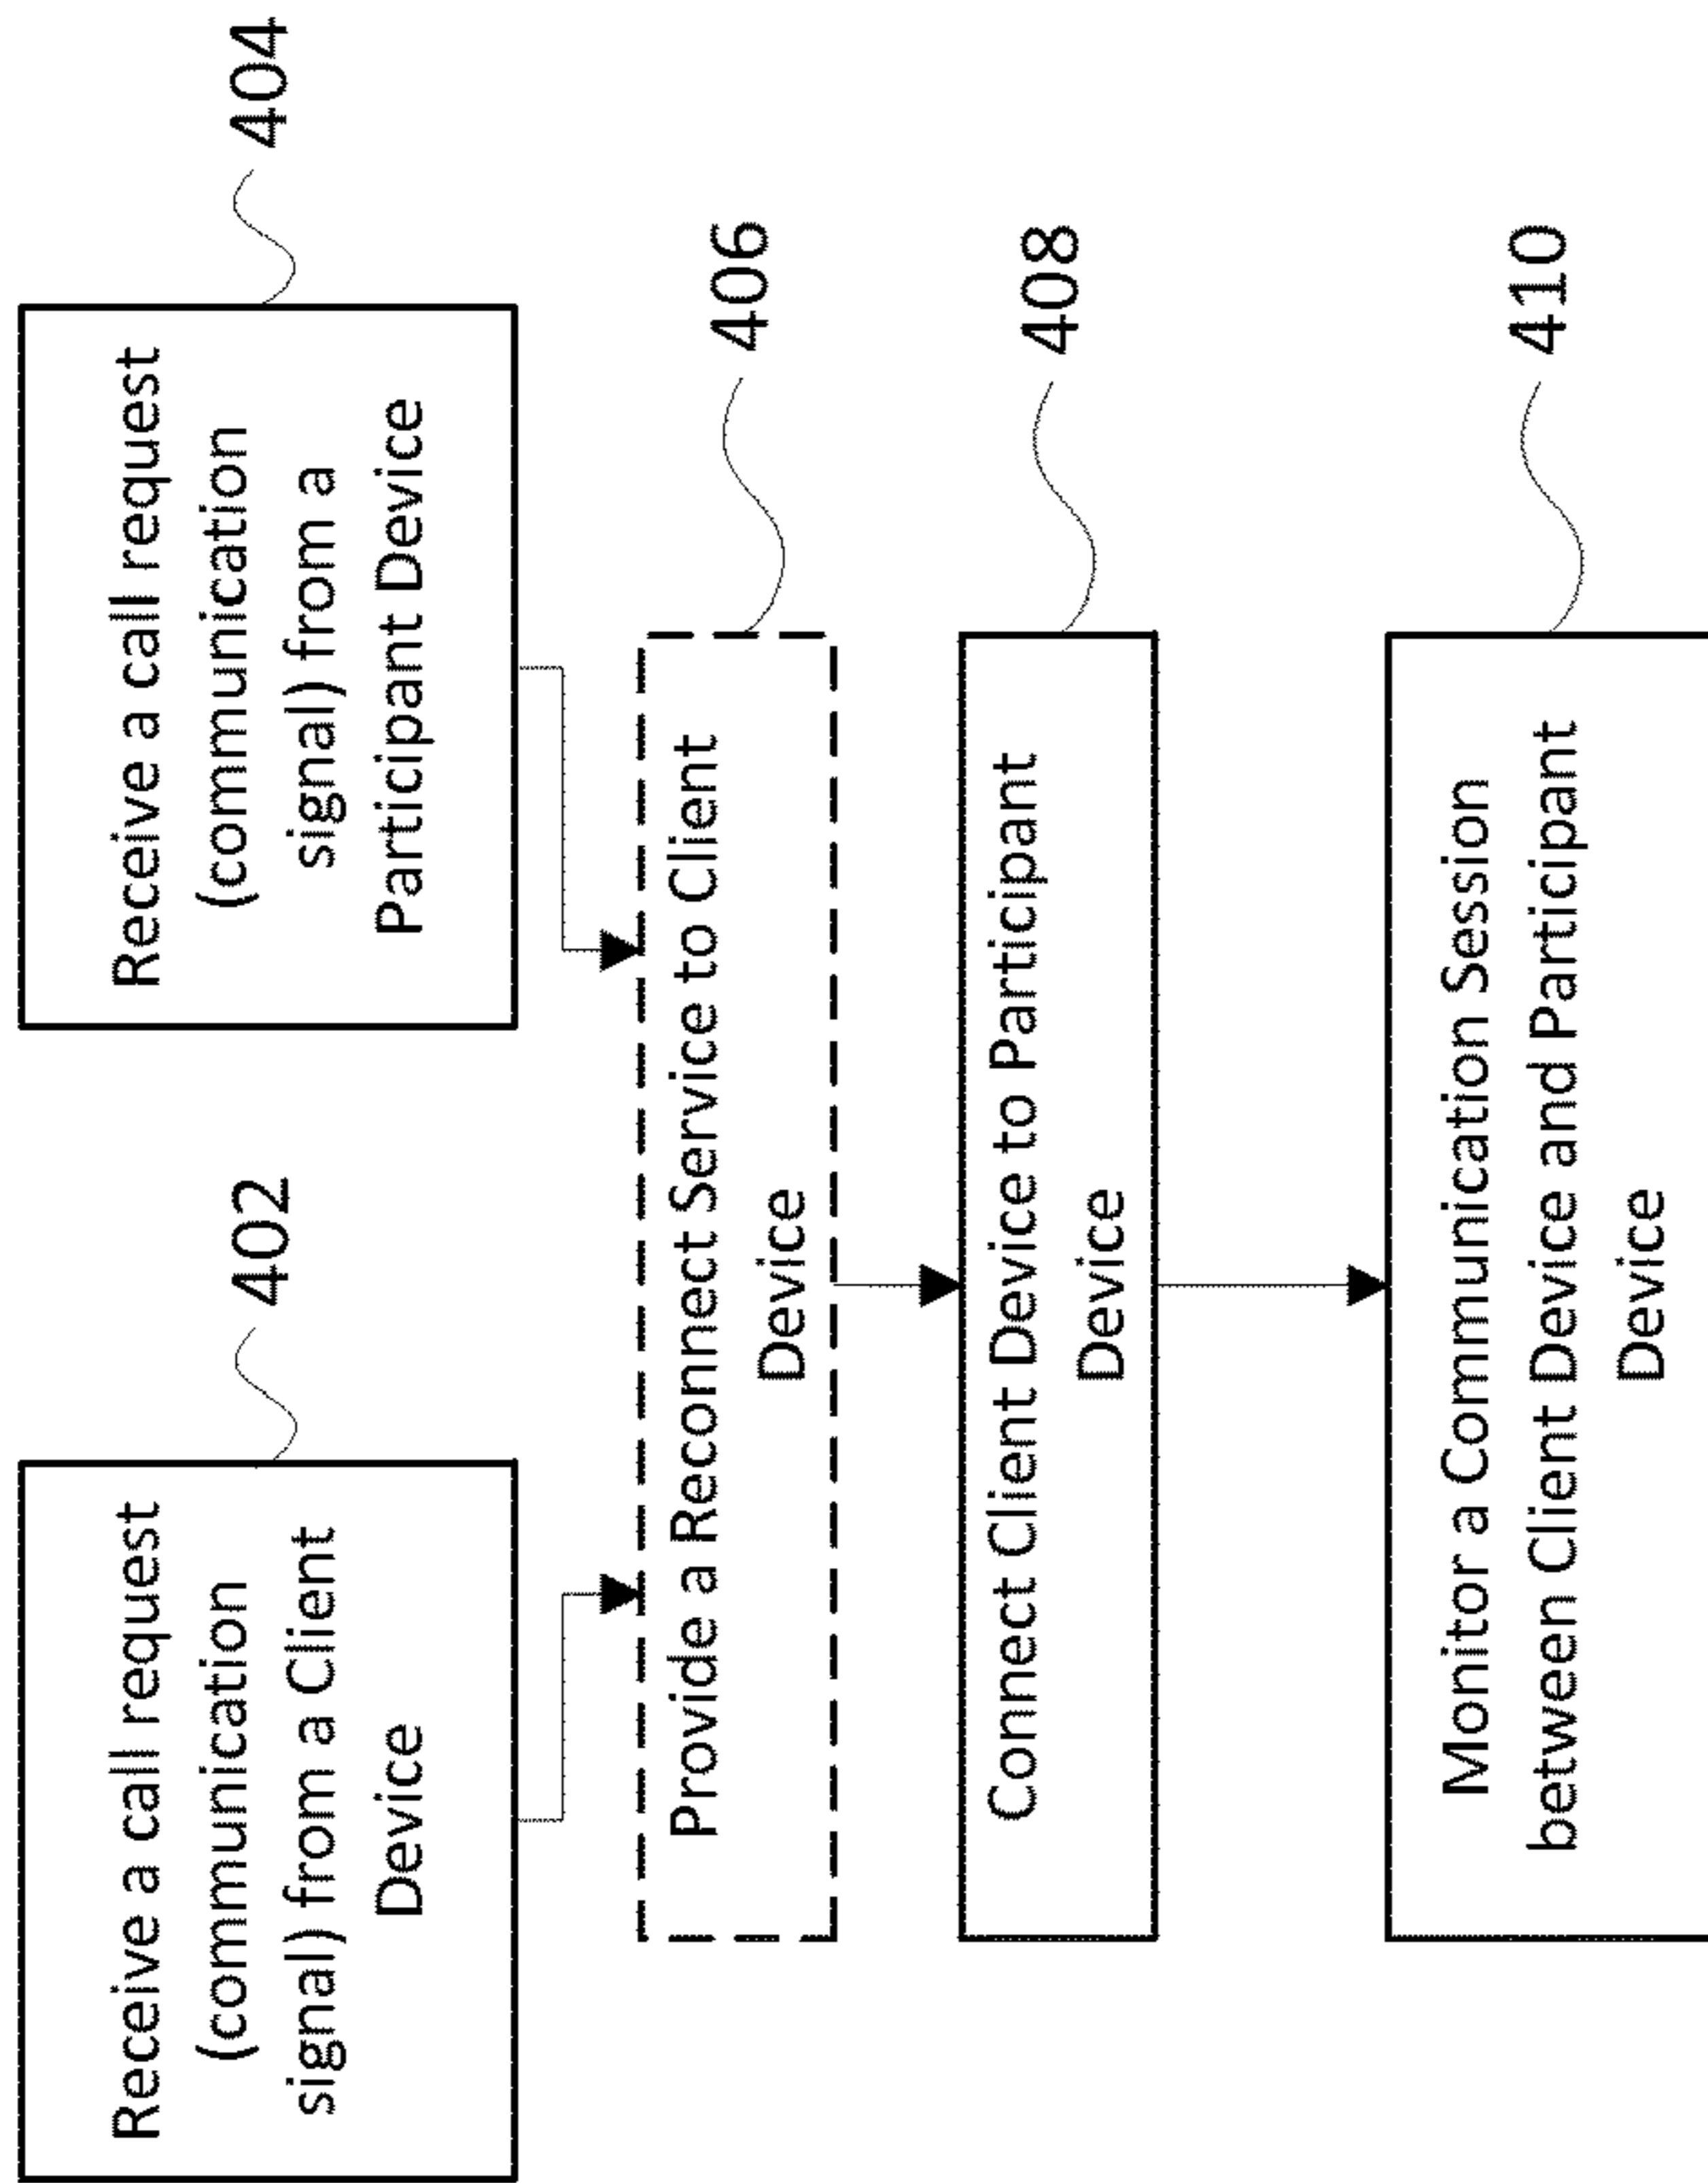 Receive a call request
(communication
signal) from a Client
Device
402
Receive a call request
(communication
signal) from a
Participant Device
404
Provide a Reconnect Service to Client
Device
406
Connect Client Device to Participant
Device
408
Monitor a Communication Session
between Client Device and Participant
Device
410